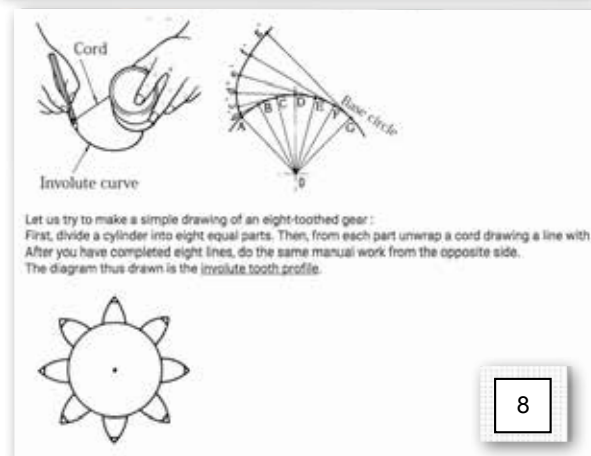 Cord
Involute curve
A
B
C
D
E
F
G
Base circle
O
Let us try to make a simple drawing of an eight-toothed gear :
First, divide a cylinder into eight equal parts. Then, from each part unwrap a cord drawing a line with
After you have completed eight lines, do the same manual work from the opposite side.
The diagram thus drawn is the involute tooth profile.
8